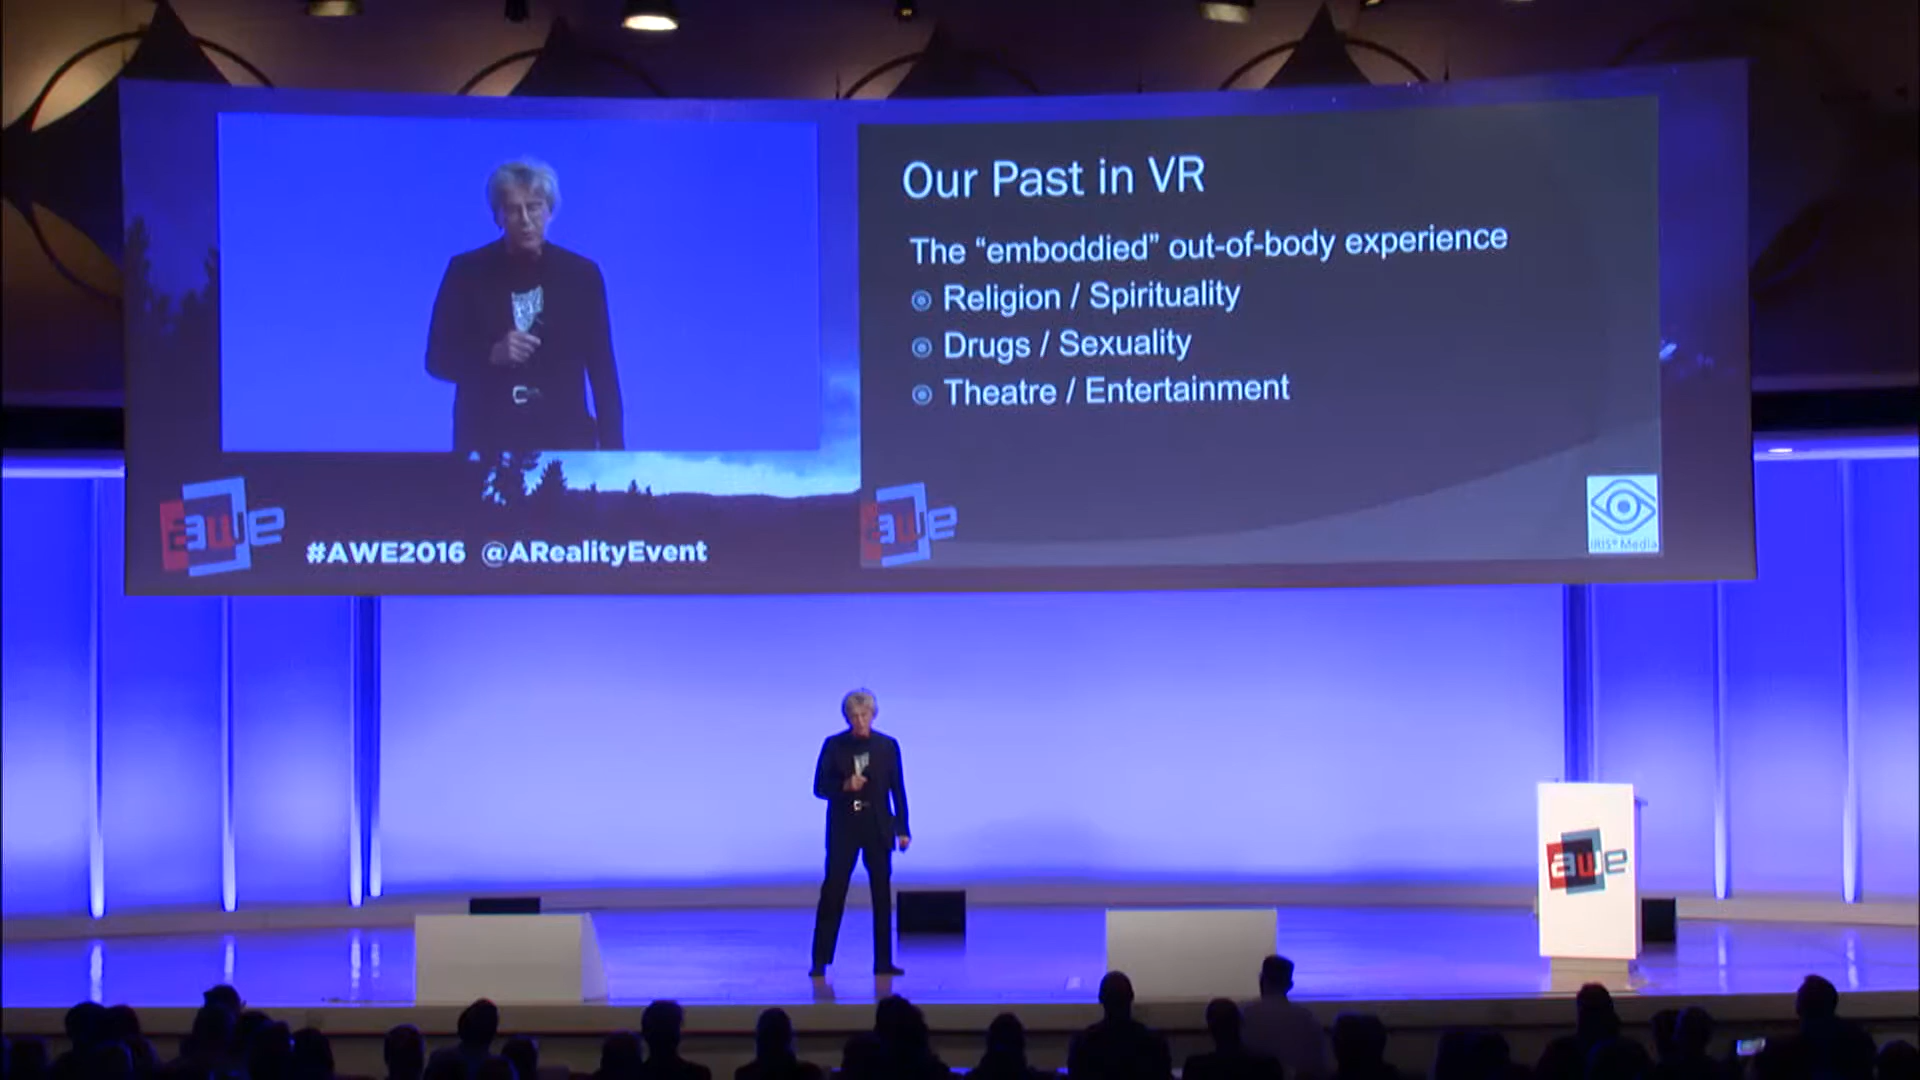 Our Past in VR
The “emboddied” out-of-body experience
Religion / Spirituality
Drugs / Sexuality
Theatre / Entertainment
awe
#AWE2016 @ARealityEvent
awe
IRIS® Media
awe